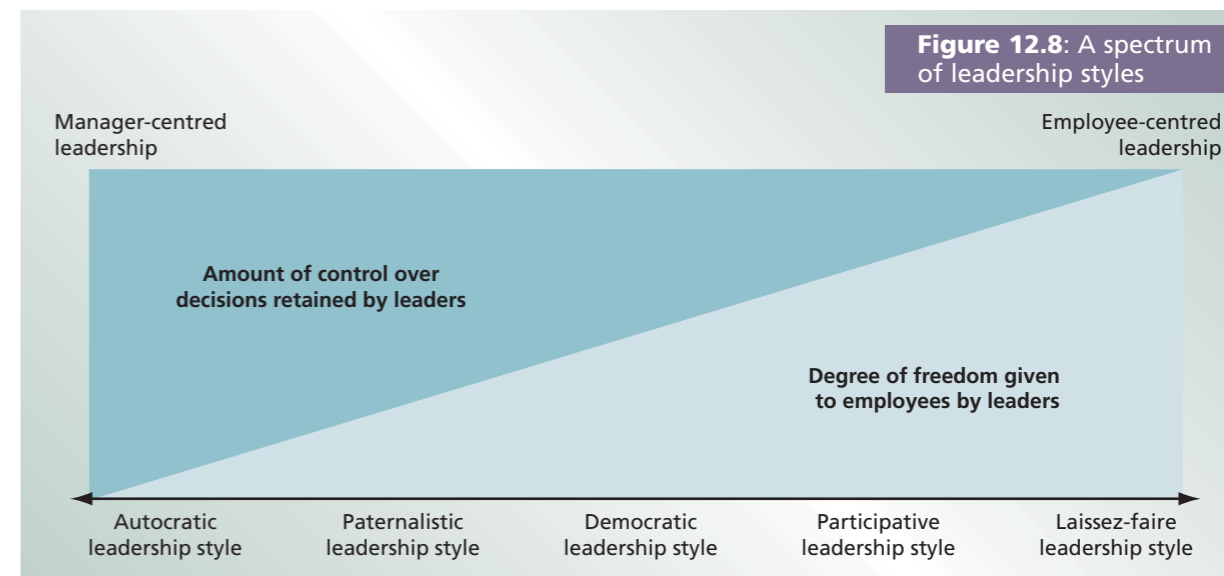 Figure 12.8: A spectrum
of leadership styles
Manager-centred
leadership
Employee-centred
leadership
Amount of control over
decisions retained by leaders
Degree of freedom given
to employees by leaders
Autocratic
leadership style
Paternalistic
leadership style
Democratic
leadership style
Participative
leadership style
Laissez-faire
leadership style